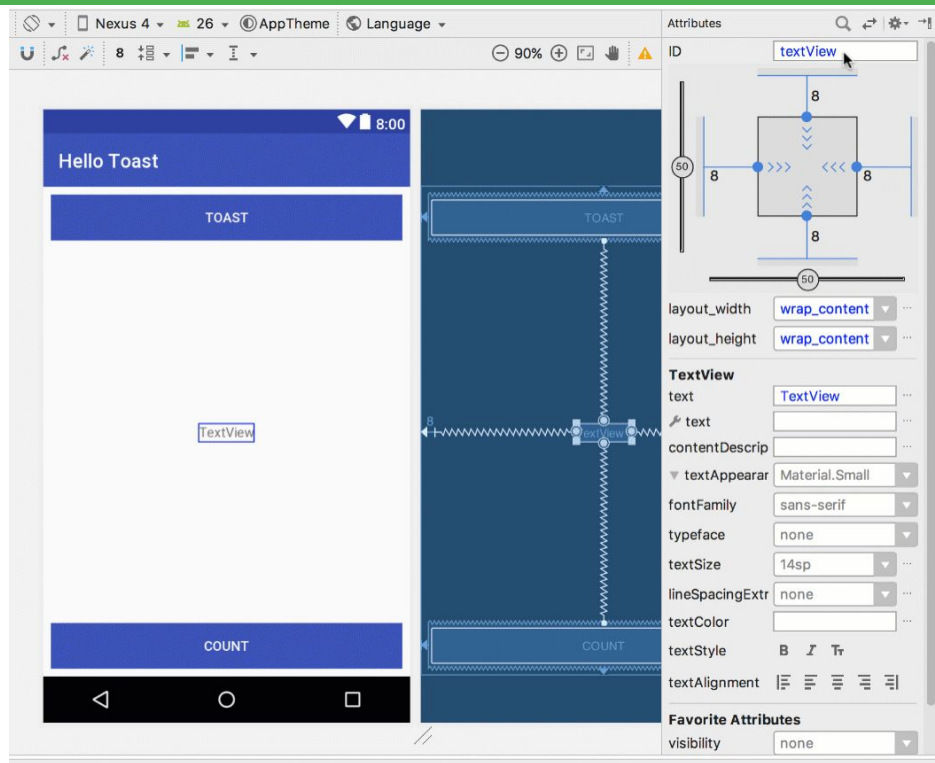 Nexus 4 26 AppTheme Language
8 90%
8:00
Hello Toast
TOAST
TextView
COUNT
TOAST
8
TextView
COUNT
Attributes
ID textView
8
50 8 8
8
50
layout_width wrap_content ...
layout_height wrap_content ...
TextView
text TextView ...
text ...
contentDescrip ...
textAppearar Material.Small
fontFamily sans-serif
typeface none
textSize 14sp ...
lineSpacingExtr none ...
textColor ...
textStyle B I Tт
textAlignment
Favorite Attributes
visibility none